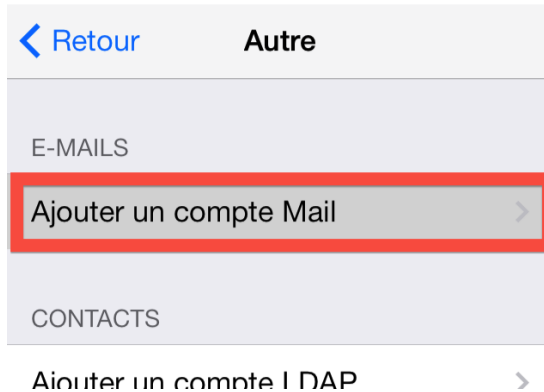 Retour Autre
E-MAILS
Ajouter un compte Mail
CONTACTS
Ajouter un compte LDAP